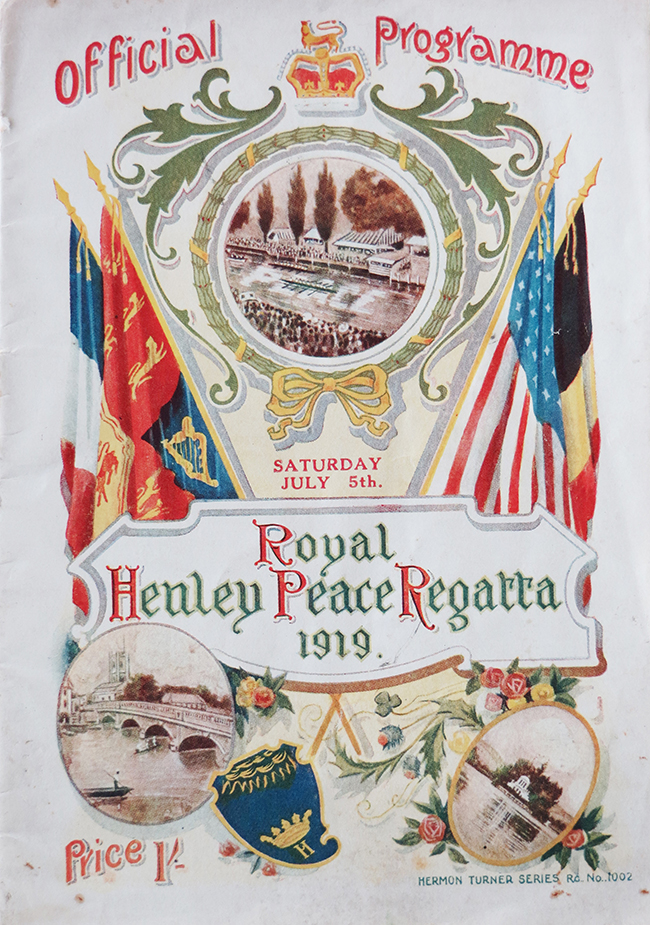 Official Programme
SATURDAY
JULY 5th.
Royal
Henley Peace Regatta
1919.
H
Price 1/-
HERMON TURNER SERIES, Rd. No. 1002